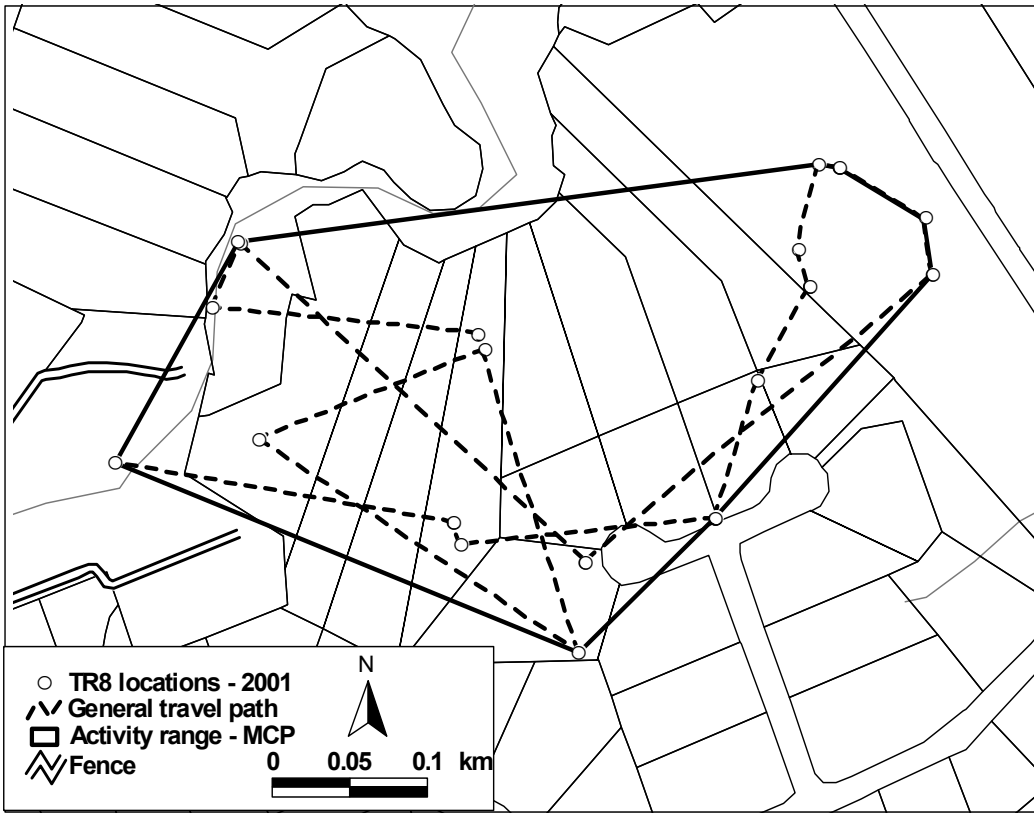 TR8 locations - 2001
General travel path
Activity range - MCP
Fence
N
0 0.05 0.1 km